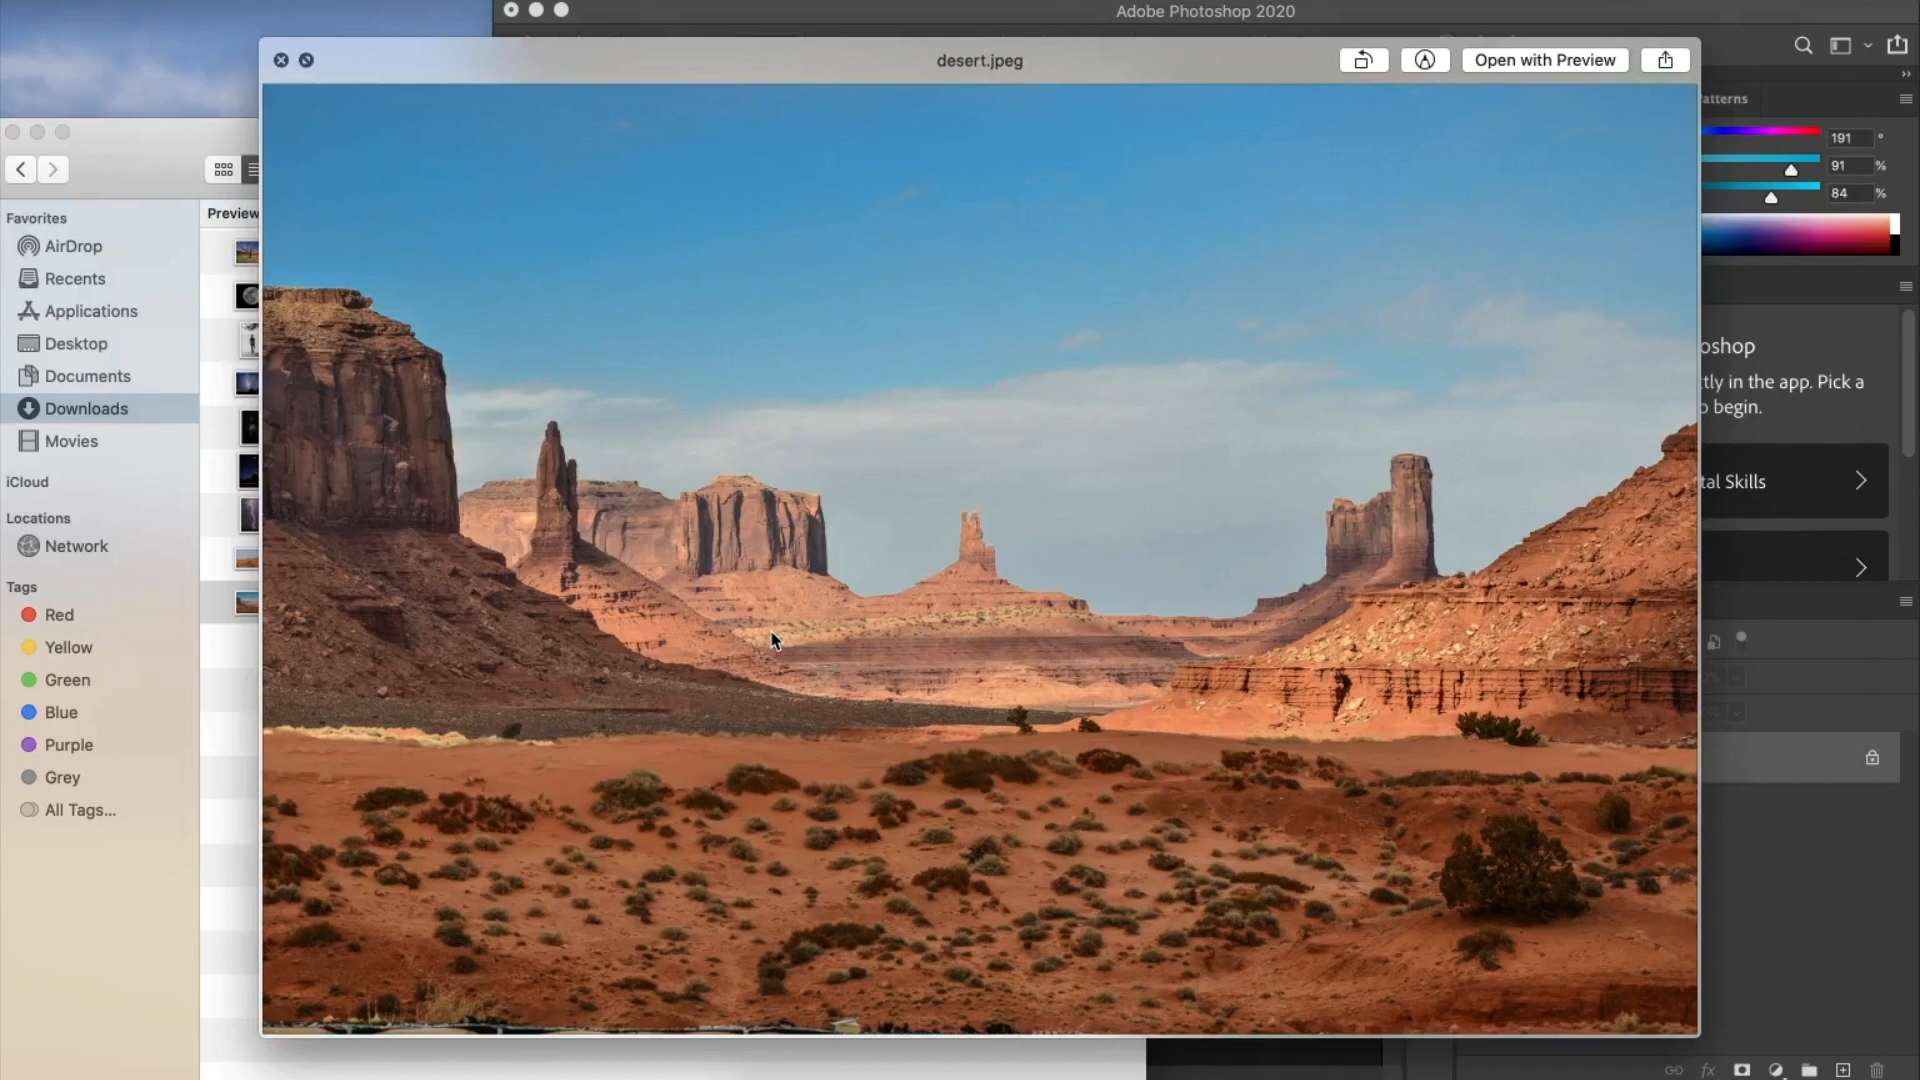 Adobe Photoshop 2020
desert.jpeg
Open with Preview
atterns
191 °
91 %
84 %
Preview
Favorites
AirDrop
Recents
Applications
Desktop
Documents
Downloads
Movies
iCloud
Locations
Network
Tags
Red
Yellow
Green
Blue
Purple
Grey
All Tags...
oshop
tly in the app. Pick a
o begin.
tal Skills
fx